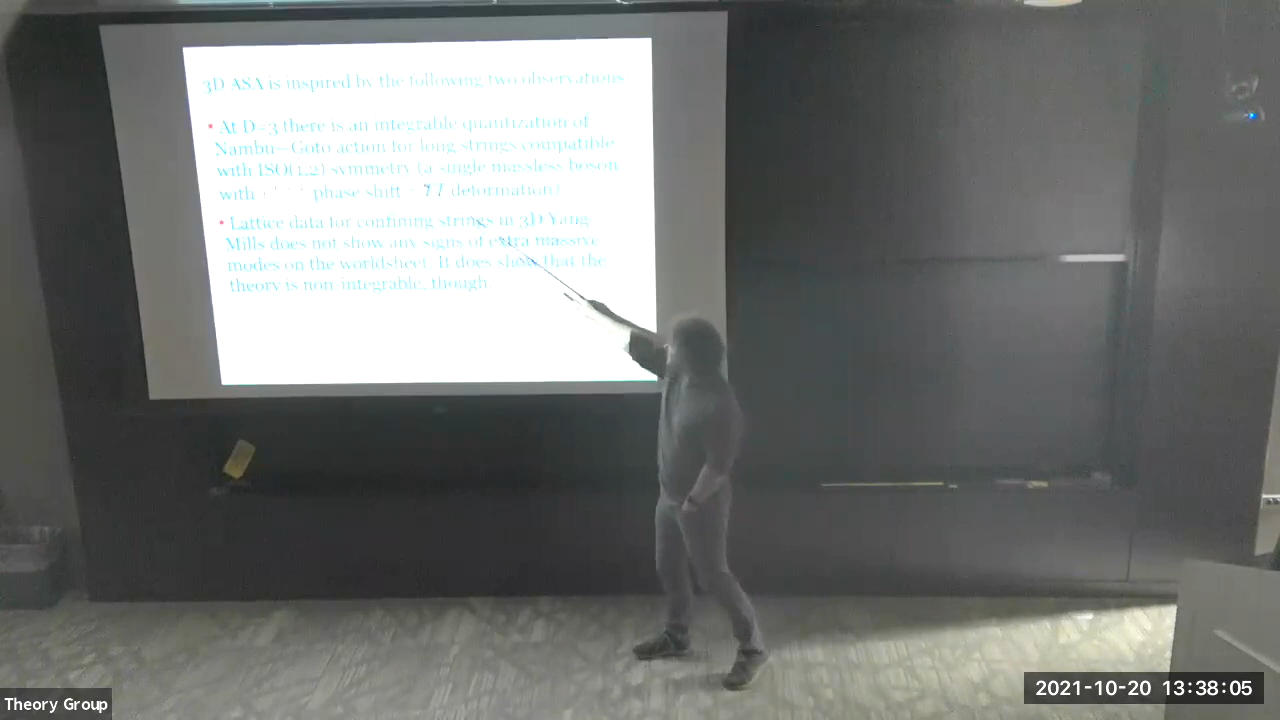 3D ASA is inspired by the following two observations
• At D=3 there is an integrable quantization of
Nambu—Goto action for long strings compatible
with ISO(1,2) symmetry (a single massless boson
with phase shift - deformation)
• Lattice data for confining strings in 3D Yang
Mills does not show any signs of extra massive
modes on the worldsheet. It does show that the
theory is non-integrable, though.
Theory Group
2021-10-20 13:38:05